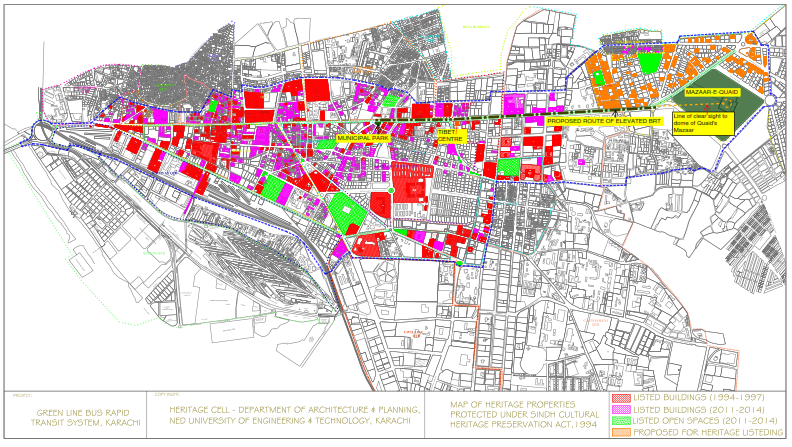 MAZAAR-E-QUAID
Line of clear sight to
dome of Quaid's
Mazaar
PROPOSED ROUTE OF ELEVATED BRT
MUNICIPAL PARK
TIBET
CENTRE
PROJECT:
GREEN LINE BUS RAPID
TRANSIT SYSTEM, KARACHI
HERITAGE CELL - DEPARTMENT OF ARCHITECTURE & PLANNING,
NED UNIVERSITY OF ENGINEERING & TECHNOLOGY, KARACHI
MAP OF HERITAGE PROPERTIES
PROTECTED UNDER SINDH CULTURAL
HERITAGE PRESERVATION ACT,1994
LISTED BUILDINGS (1994-1997)
LISTED BUILDINGS (2011-2014)
LISTED OPEN SPACES (2011-2014)
PROPOSED FOR HERITAGE LISTEDING